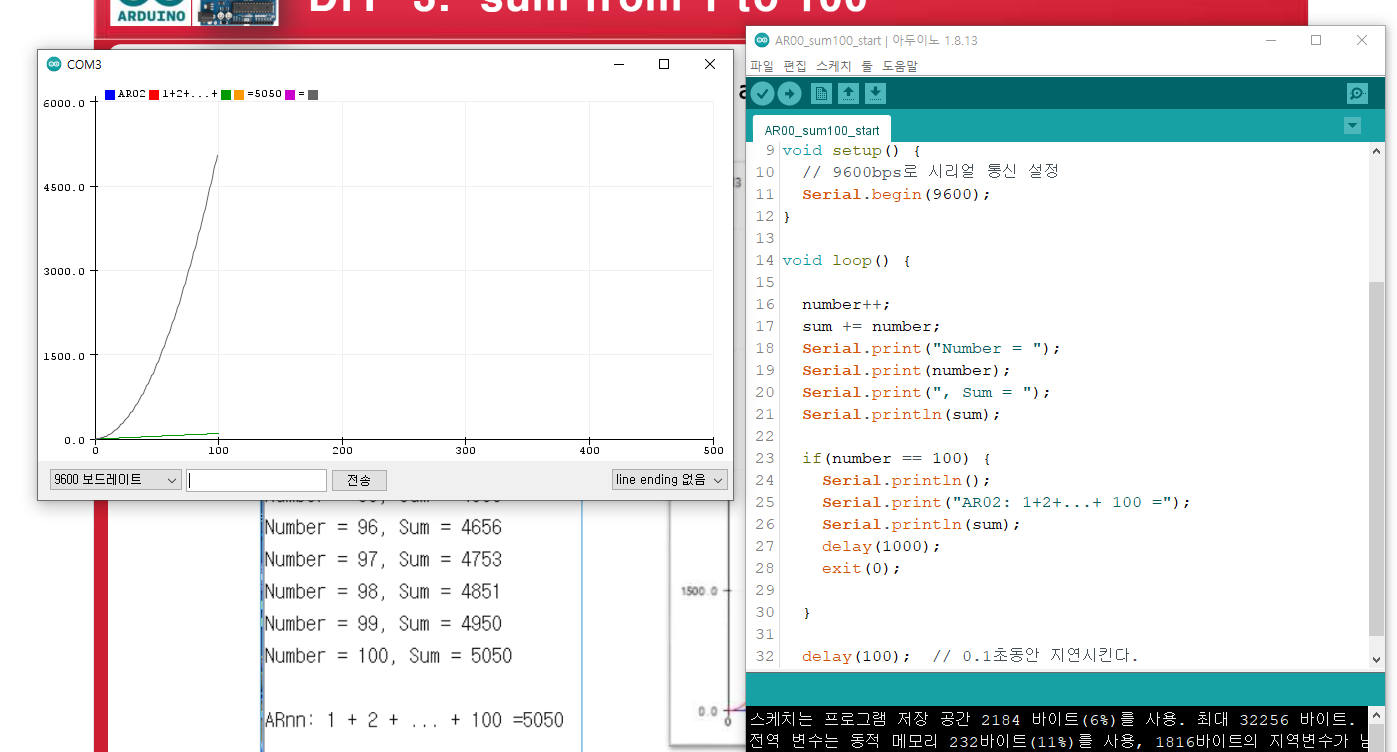 ARDUINO
COM3
6000.0
AR02 1+2+...+ =5050 =
4500.0
3000.0
1500.0
0.0
0 100 200 300 400 500
9600 보드레이트
전송
line ending 없음
AR00_sum100_start | 아두이노 1.8.13
파일 편집 스케치 툴 도움말
AR00_sum100_start
9 void setup() {
10 // 9600bps로 시리얼 통신 설정
11 Serial.begin(9600);
12 }
13
14 void loop() {
15
16 number++;
17 sum += number;
18 Serial.print("Number = ");
19 Serial.print(number);
20 Serial.print(", Sum = ");
21 Serial.println(sum);
22
23 if(number == 100) {
24 Serial.println();
25 Serial.print("AR02: 1+2+...+ 100 =");
26 Serial.println(sum);
27 delay(1000);
28 exit(0);
29
30 }
31
32 delay(100); // 0.1초동안 지연시킨다.
스케치는 프로그램 저장 공간 2184 바이트(6%)를 사용. 최대 32256 바이트.
전역 변수는 동적 메모리 232바이트(11%)를 사용, 1816바이트의 지역변수가
Number = 96, Sum = 4656
Number = 97, Sum = 4753
Number = 98, Sum = 4851
Number = 99, Sum = 4950
Number = 100, Sum = 5050
ARnn: 1 + 2 + ... + 100 =5050
1500.0
0.0
0